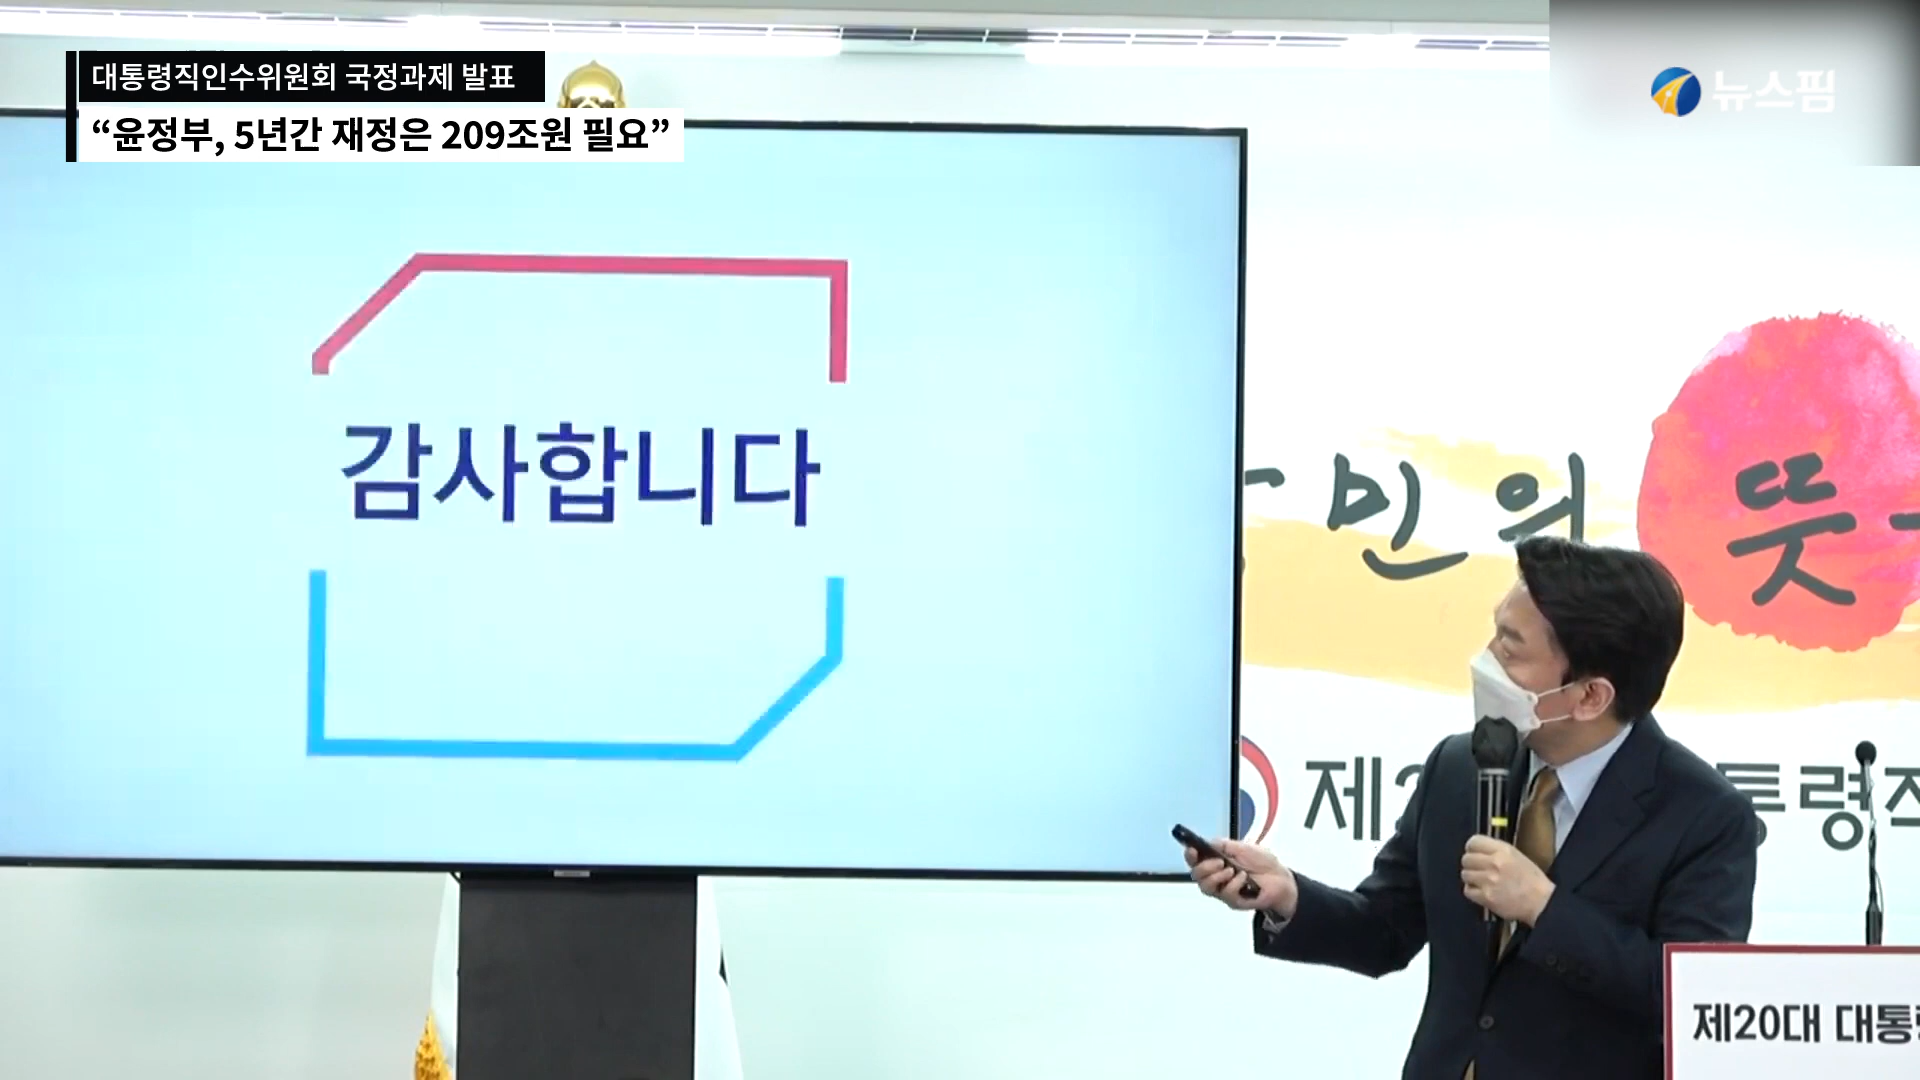 대통령직인수위원회 국정과제 발표
“윤정부, 5년간 재정은 209조원 필요”
뉴스핌
감사합니다
민의 뜻
제2
통령직
제20대 대통령